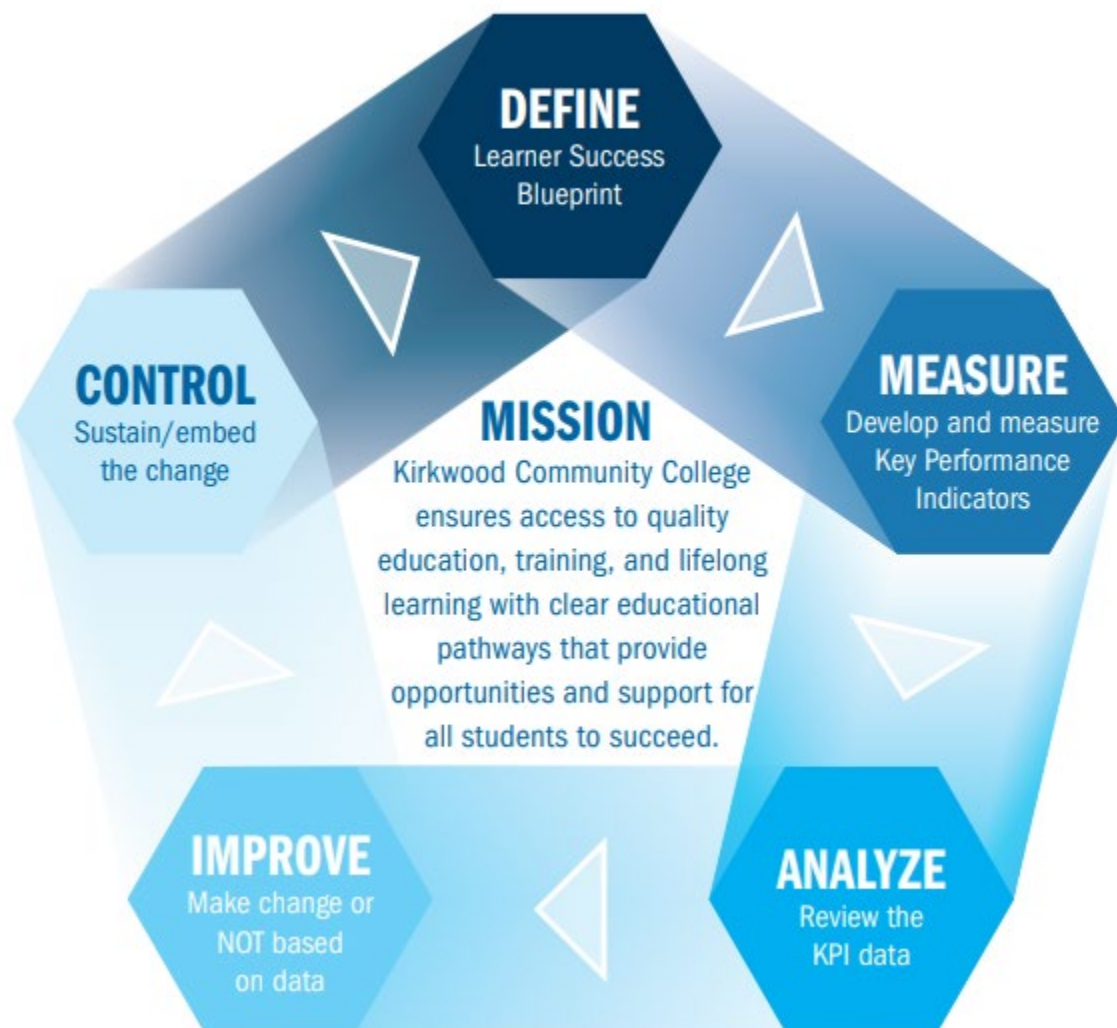 DEFINE
Learner Success
Blueprint
MEASURE
Develop and measure
Key Performance
Indicators
ANALYZE
Review the
KPI data
IMPROVE
Make change or
NOT based
on data
CONTROL
Sustain/embed
the change
MISSION
Kirkwood Community College
ensures access to quality
education, training, and lifelong
learning with clear educational
pathways that provide
opportunities and support for
all students to succeed.